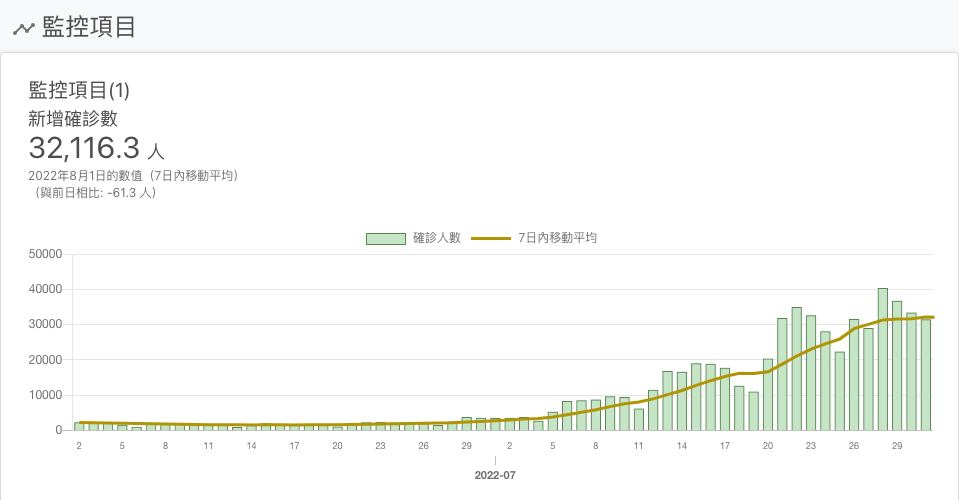 監控項目
監控項目(1)
新增確診數
32,116.3 人
2022年8月1日的數值（7日內移動平均）
（與前日相比: -61.3 人）
確診人數 7日內移動平均
50000
40000
30000
20000
10000
0
2 5 8 11 14 17 20 23 26 29 2 5 8 11 14 17 20 23 26 29
2022-07